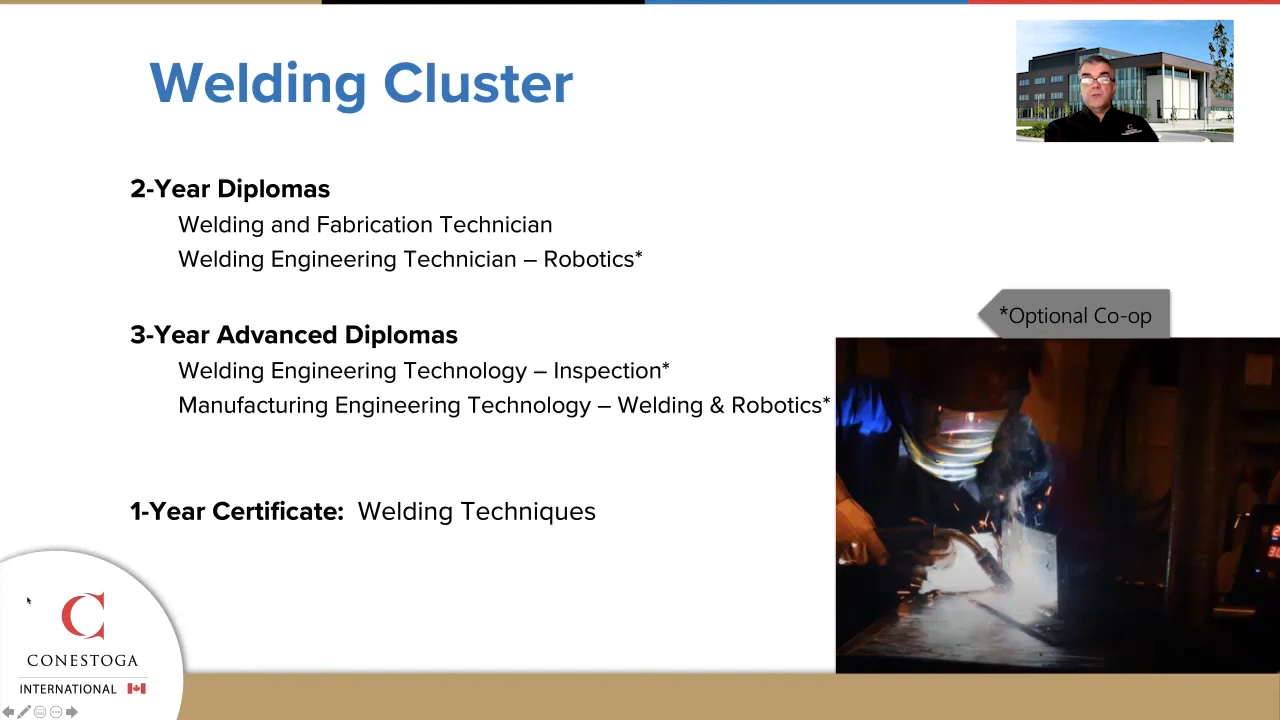 Welding Cluster
2-Year Diplomas
Welding and Fabrication Technician
Welding Engineering Technician – Robotics*
3-Year Advanced Diplomas
*Optional Co-op
Welding Engineering Technology – Inspection*
Manufacturing Engineering Technology – Welding & Robotics*
1-Year Certificate: Welding Techniques
C
CONESTOGA
INTERNATIONAL